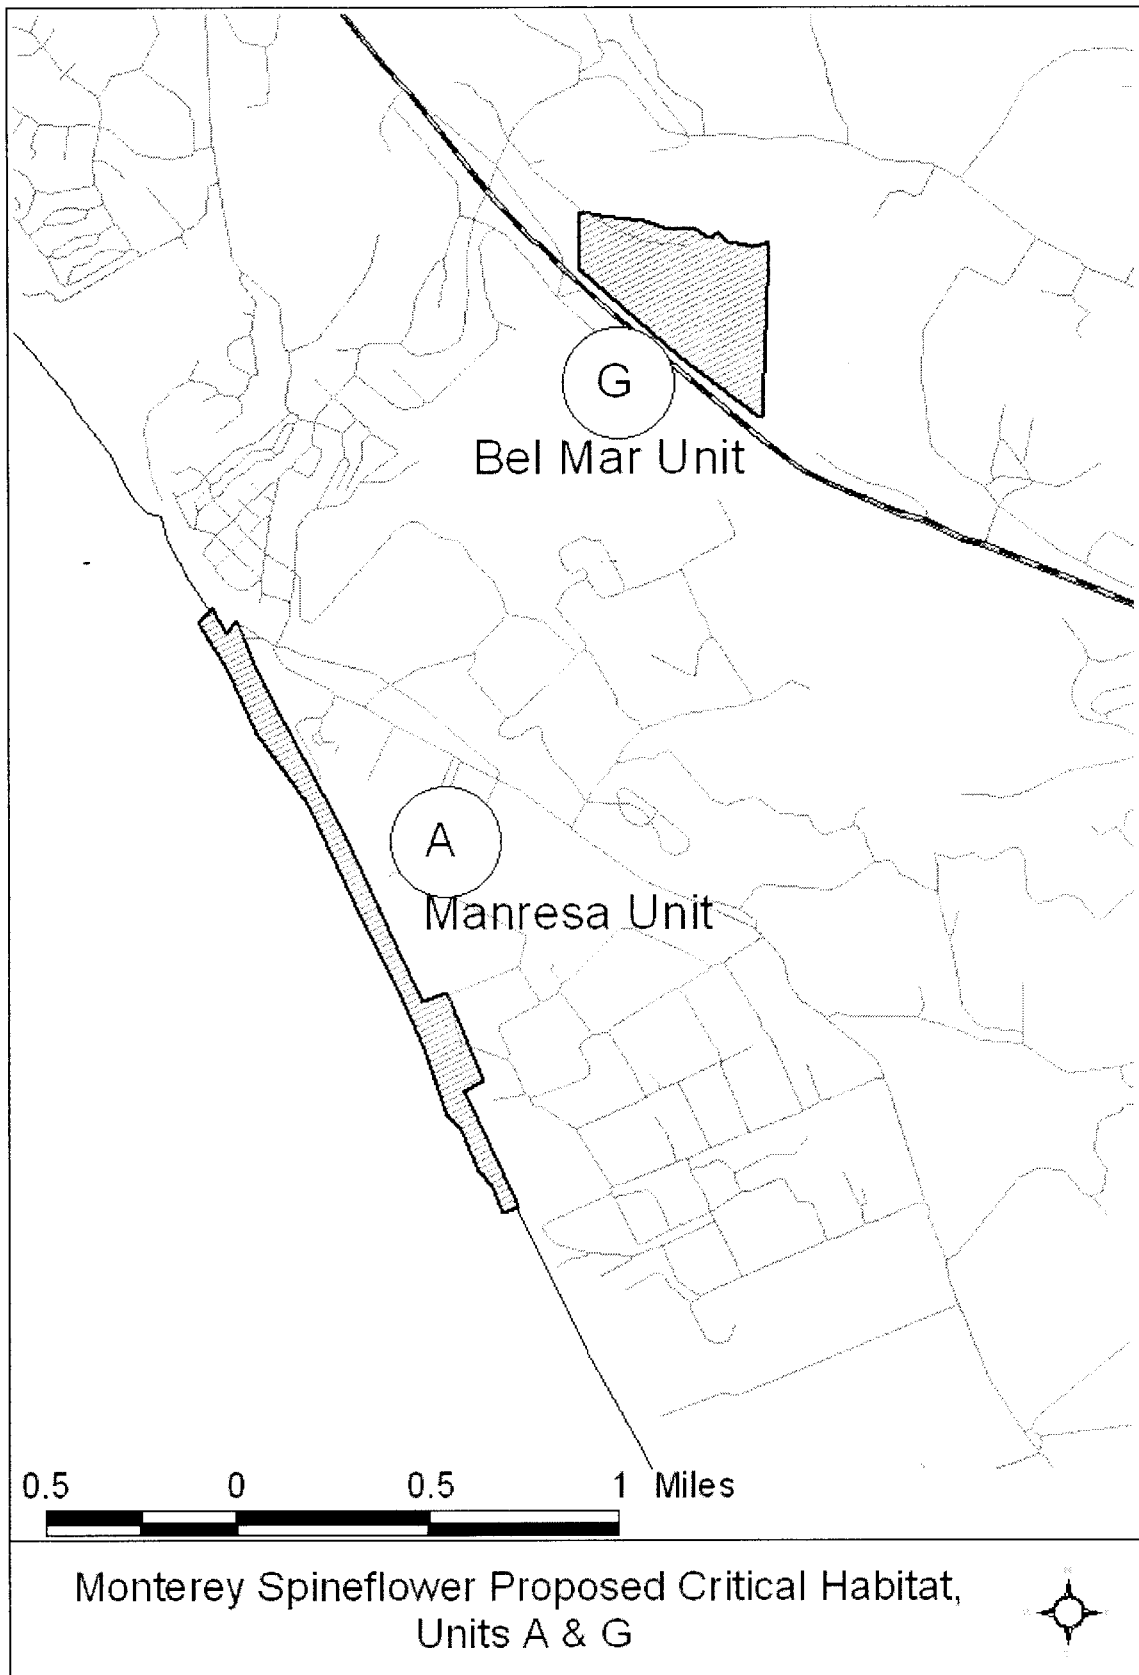 G
Bel Mar Unit
A
Manresa Unit
0.5 0 0.5 1 Miles
Monterey Spineflower Proposed Critical Habitat,
Units A & G